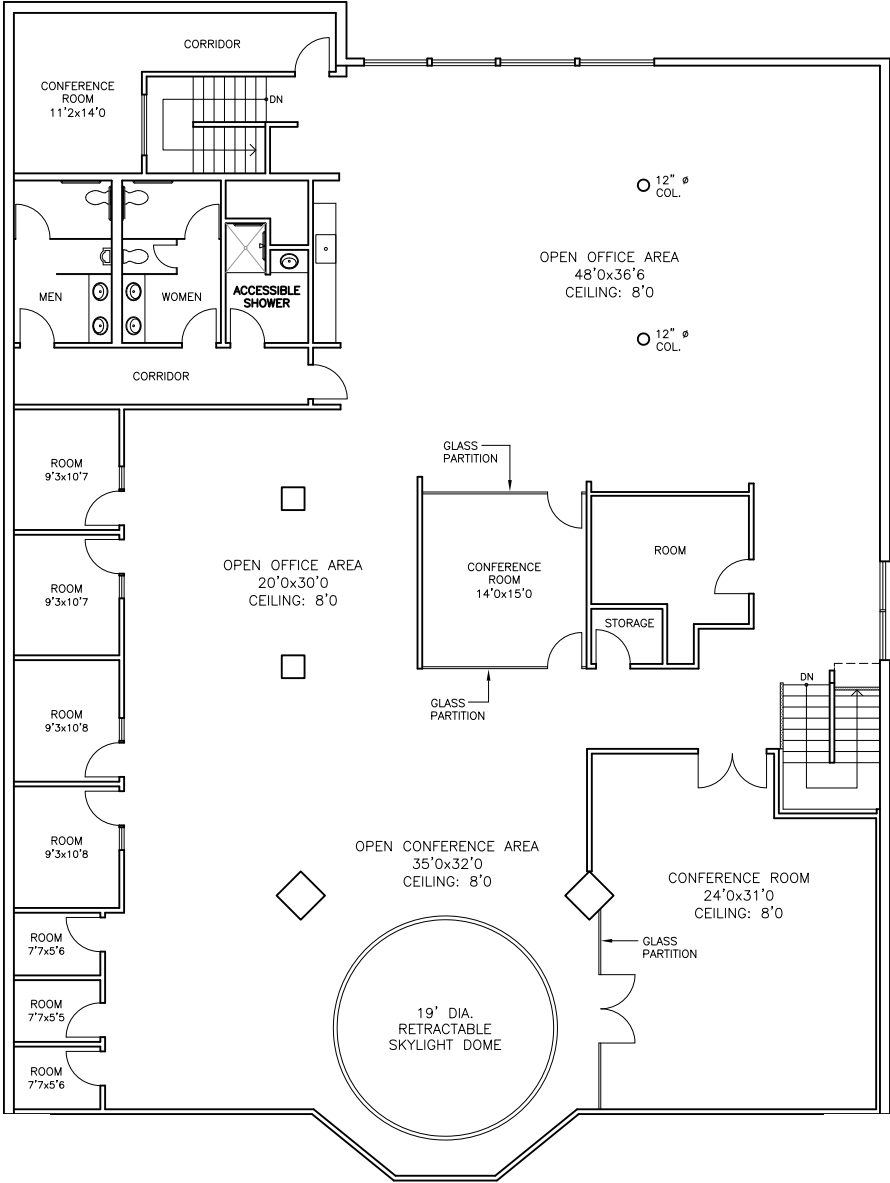 CORRIDOR
CONFERENCE
ROOM
11'2x14'0
DN
12" ø
COL.
OPEN OFFICE AREA
48'0x36'6
CEILING: 8'0
MEN
WOMEN
ACCESSIBLE
SHOWER
12" ø
COL.
CORRIDOR
GLASS
PARTITION
ROOM
9'3x10'7
OPEN OFFICE AREA
20'0x30'0
CEILING: 8'0
CONFERENCE
ROOM
14'0x15'0
ROOM
ROOM
9'3x10'7
STORAGE
GLASS
PARTITION
DN
ROOM
9'3x10'8
ROOM
9'3x10'8
OPEN CONFERENCE AREA
35'0x32'0
CEILING: 8'0
CONFERENCE ROOM
24'0x31'0
CEILING: 8'0
GLASS
PARTITION
ROOM
7'7x5'6
ROOM
7'7x5'5
19' DIA.
RETRACTABLE
SKYLIGHT DOME
ROOM
7'7x5'6